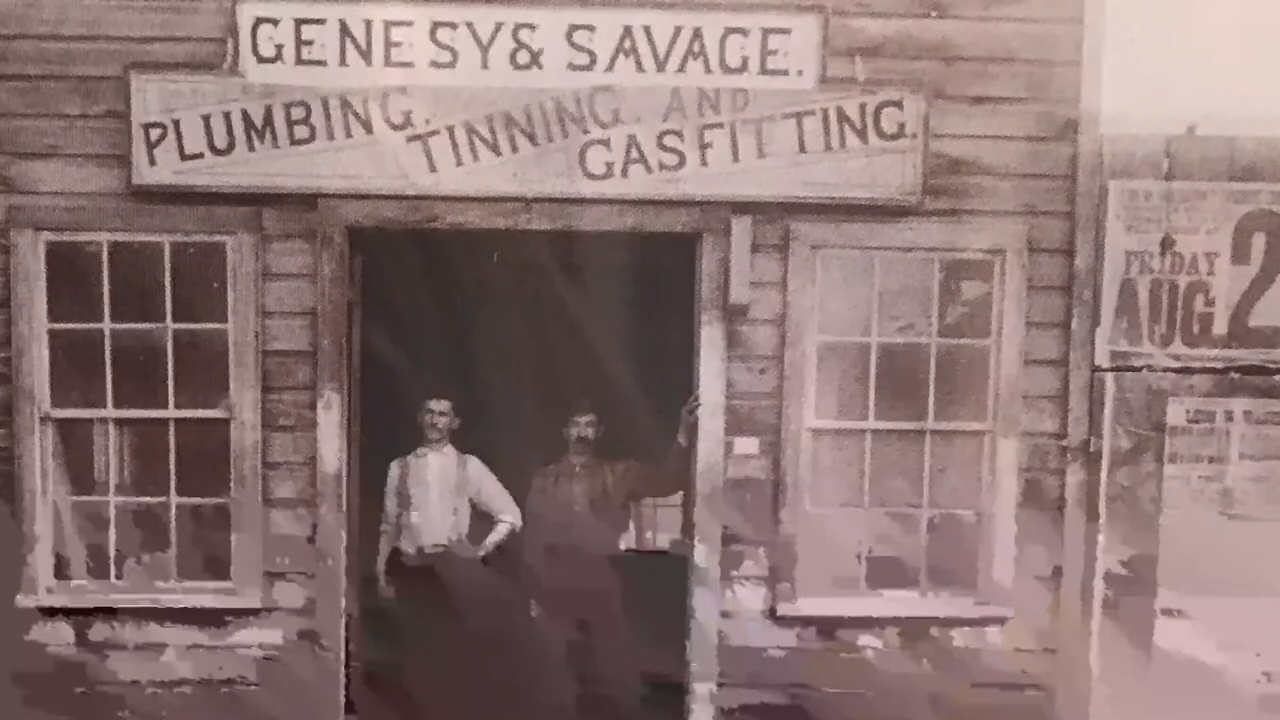 GENESY & SAVAGE.
PLUMBING. TINNING. AND GASFITTING.
FRIDAY
AUG. 2